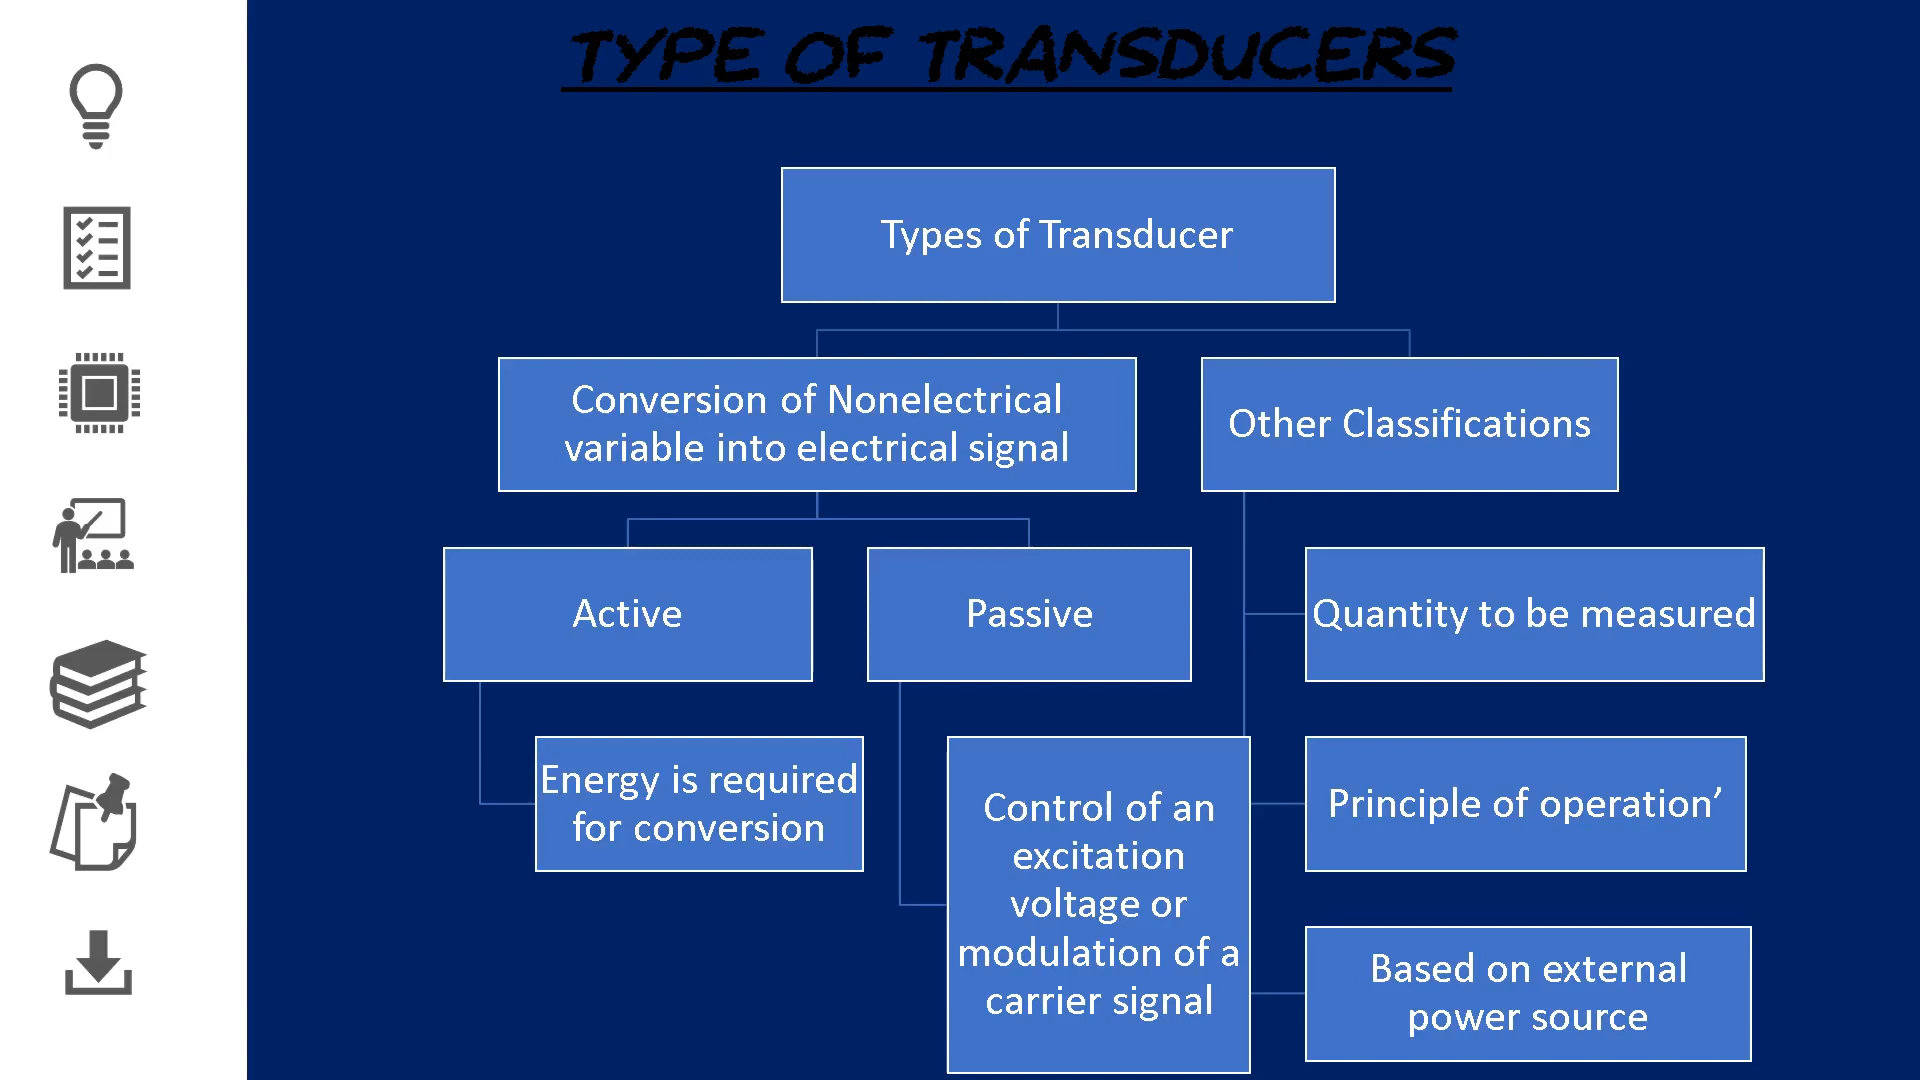 TYPE OF TRANSDUCERS
Types of Transducer
Conversion of Nonelectrical
variable into electrical signal
Other Classifications
Active
Passive
Quantity to be measured
Energy is required
for conversion
Control of an
excitation
voltage or
modulation of a
carrier signal
Principle of operation’
Based on external
power source